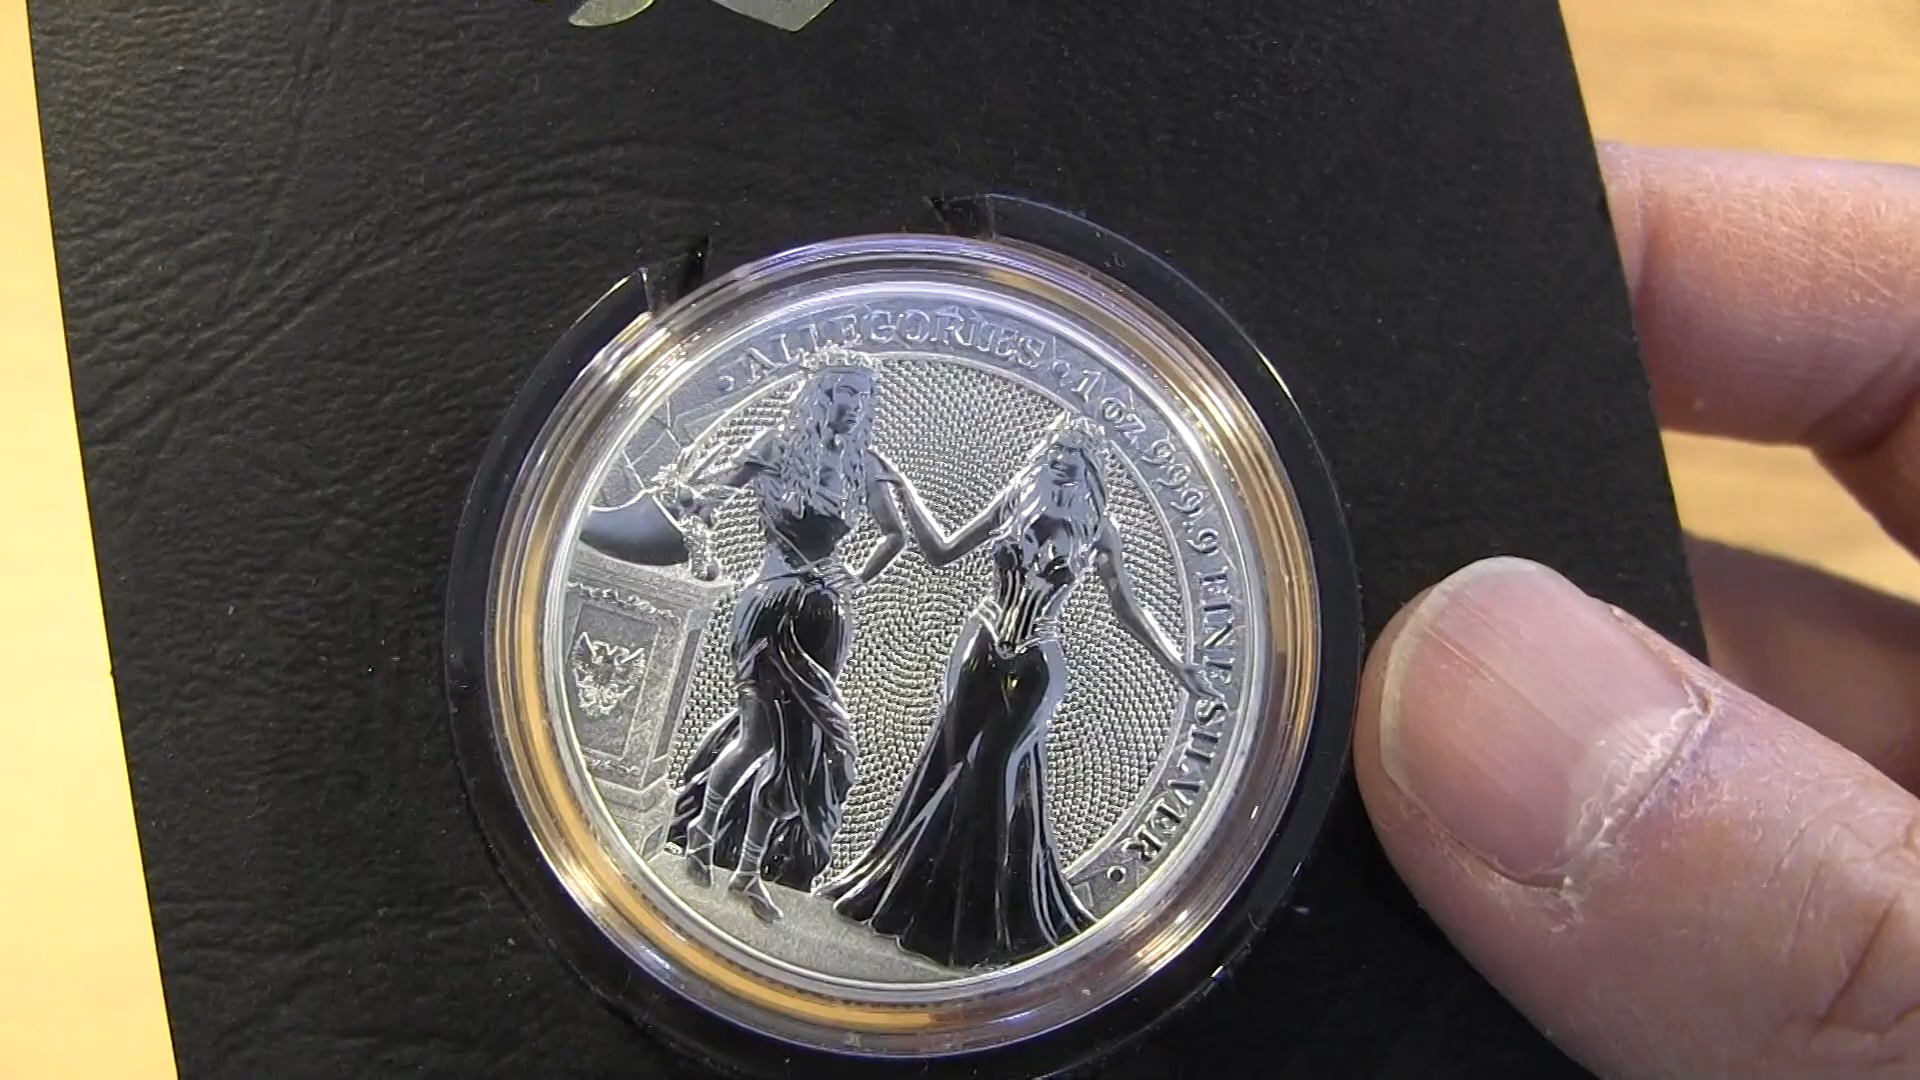 • ALLEGORIES • 1 oz 999.9 FINE SILVER •